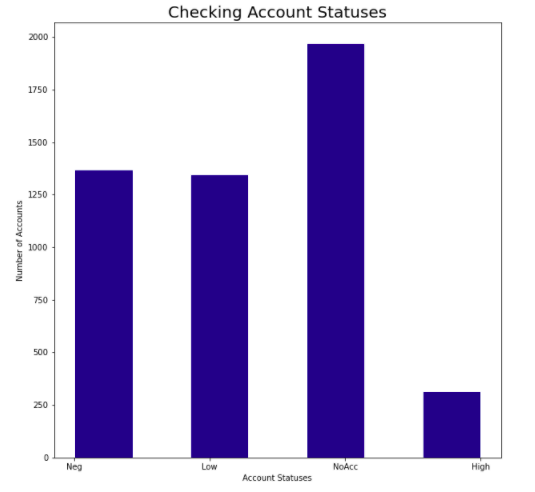 Checking Account Statuses
2000
1750
1500
1250
1000
750
500
250
0
Number of Accounts
Neg
Low
NoAcc
High
Account Statuses